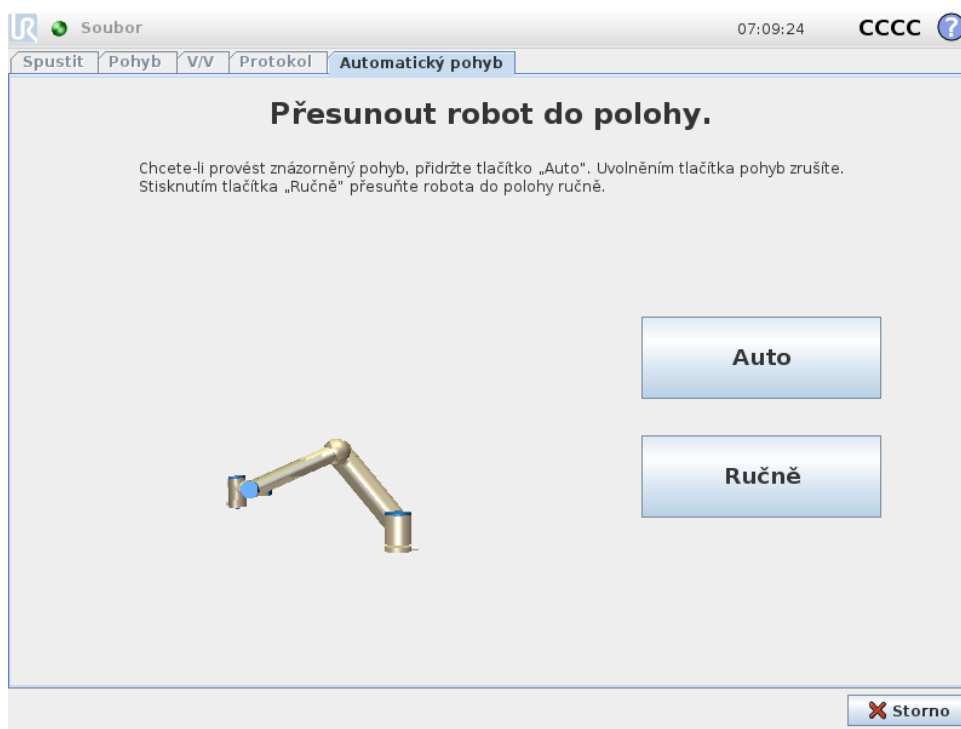 UR Soubor 07:09:24 CCCC ?
Spustit Pohyb V/V Protokol Automatický pohyb
Přesunout robot do polohy.
Chcete-li provést znázorněný pohyb, přidržte tlačítko „Auto". Uvolněním tlačítka pohyb zrušíte.
Stisknutím tlačítka „Ručně" přesuňte robota do polohy ručně.
Auto
Ručně
Storno